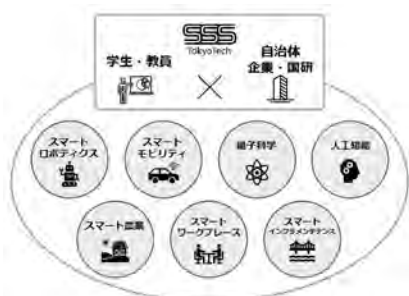 SSS
TokyoTech
学生・教員
自治体
企業・国研
スマート
ロボティクス
スマート
モビリティ
量子科学
人工知能
スマート農業
スマート
ワークプレース
スマート
インフラメンテナンス